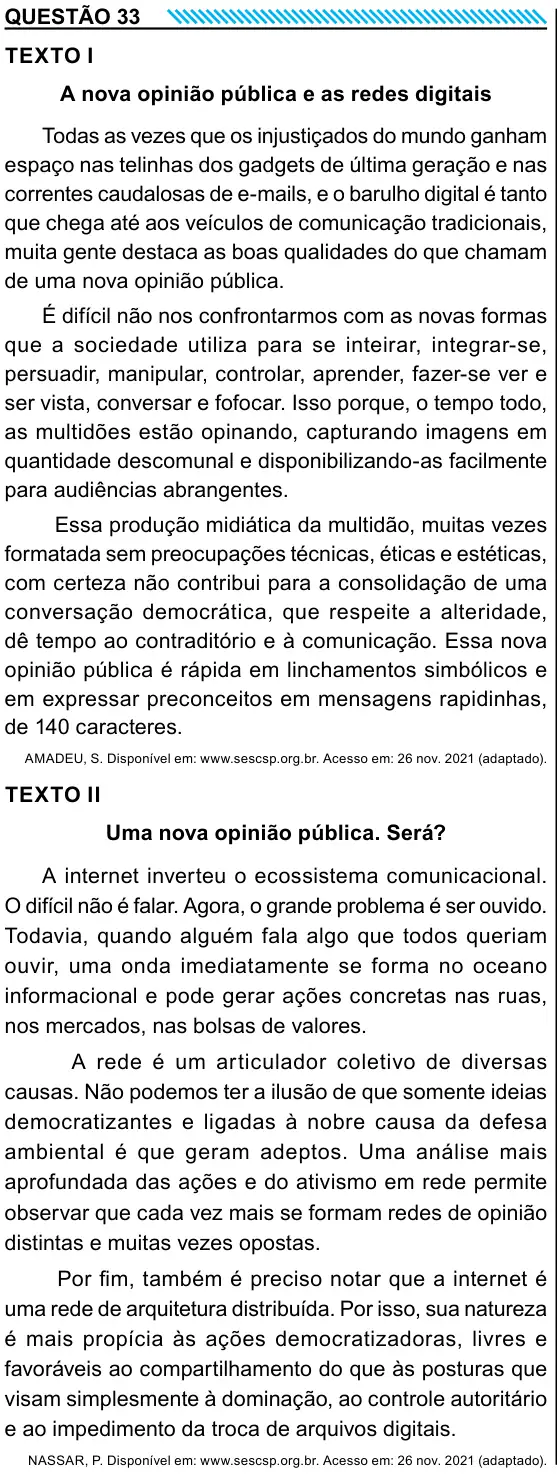 QUESTÃO 33
TEXTO I
A nova opinião pública e as redes digitais
Todas as vezes que os injustiçados do mundo ganham
espaço nas telinhas dos gadgets de última geração e nas
correntes caudalosas de e-mails, e o barulho digital é tanto
que chega até aos veículos de comunicação tradicionais,
muita gente destaca as boas qualidades do que chamam
de uma nova opinião pública.
É difícil não nos confrontarmos com as novas formas
que a sociedade utiliza para se inteirar, integrar-se,
persuadir, manipular, controlar, aprender, fazer-se ver e
ser vista, conversar e fofocar. Isso porque, o tempo todo,
as multidões estão opinando, capturando imagens em
quantidade descomunal e disponibilizando-as facilmente
para audiências abrangentes.
Essa produção midiática da multidão, muitas vezes
formatada sem preocupações técnicas, éticas e estéticas,
com certeza não contribui para a consolidação de uma
conversação democrática, que respeite a alteridade,
dê tempo ao contraditório e à comunicação. Essa nova
opinião pública é rápida em linchamentos simbólicos e
em expressar preconceitos em mensagens rapidinhas,
de 140 caracteres.
AMADEU, S. Disponível em: www.sescsp.org.br. Acesso em: 26 nov. 2021 (adaptado).
TEXTO II
Uma nova opinião pública. Será?
A internet inverteu o ecossistema comunicacional.
O difícil não é falar. Agora, o grande problema é ser ouvido.
Todavia, quando alguém fala algo que todos queriam
ouvir, uma onda imediatamente se forma no oceano
informacional e pode gerar ações concretas nas ruas,
nos mercados, nas bolsas de valores.
A rede é um articulador coletivo de diversas
causas. Não podemos ter a ilusão de que somente ideias
democratizantes e ligadas à nobre causa da defesa
ambiental é que geram adeptos. Uma análise mais
aprofundada das ações e do ativismo em rede permite
observar que cada vez mais se formam redes de opinião
distintas e muitas vezes opostas.
Por fim, também é preciso notar que a internet é
uma rede de arquitetura distribuída. Por isso, sua natureza
é mais propícia às ações democratizadoras, livres e
favoráveis ao compartilhamento do que às posturas que
visam simplesmente à dominação, ao controle autoritário
e ao impedimento da troca de arquivos digitais.
NASSAR, P. Disponível em: www.sescsp.org.br. Acesso em: 26 nov. 2021 (adaptado).